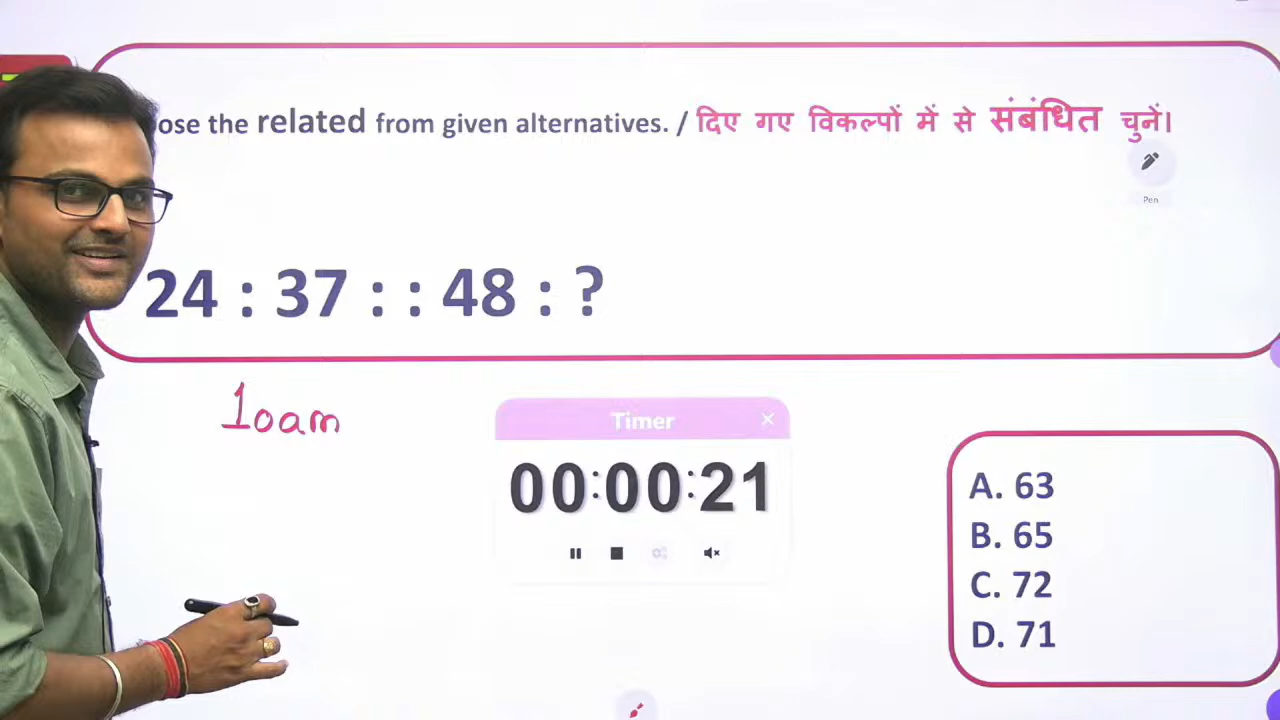 ose the related from given alternatives. / दिए गए विकल्पों में से संबंधित चुनें।
Pen
24 : 37 : : 48 : ?
10am
Timer
00:00:21
A. 63
B. 65
C. 72
D. 71